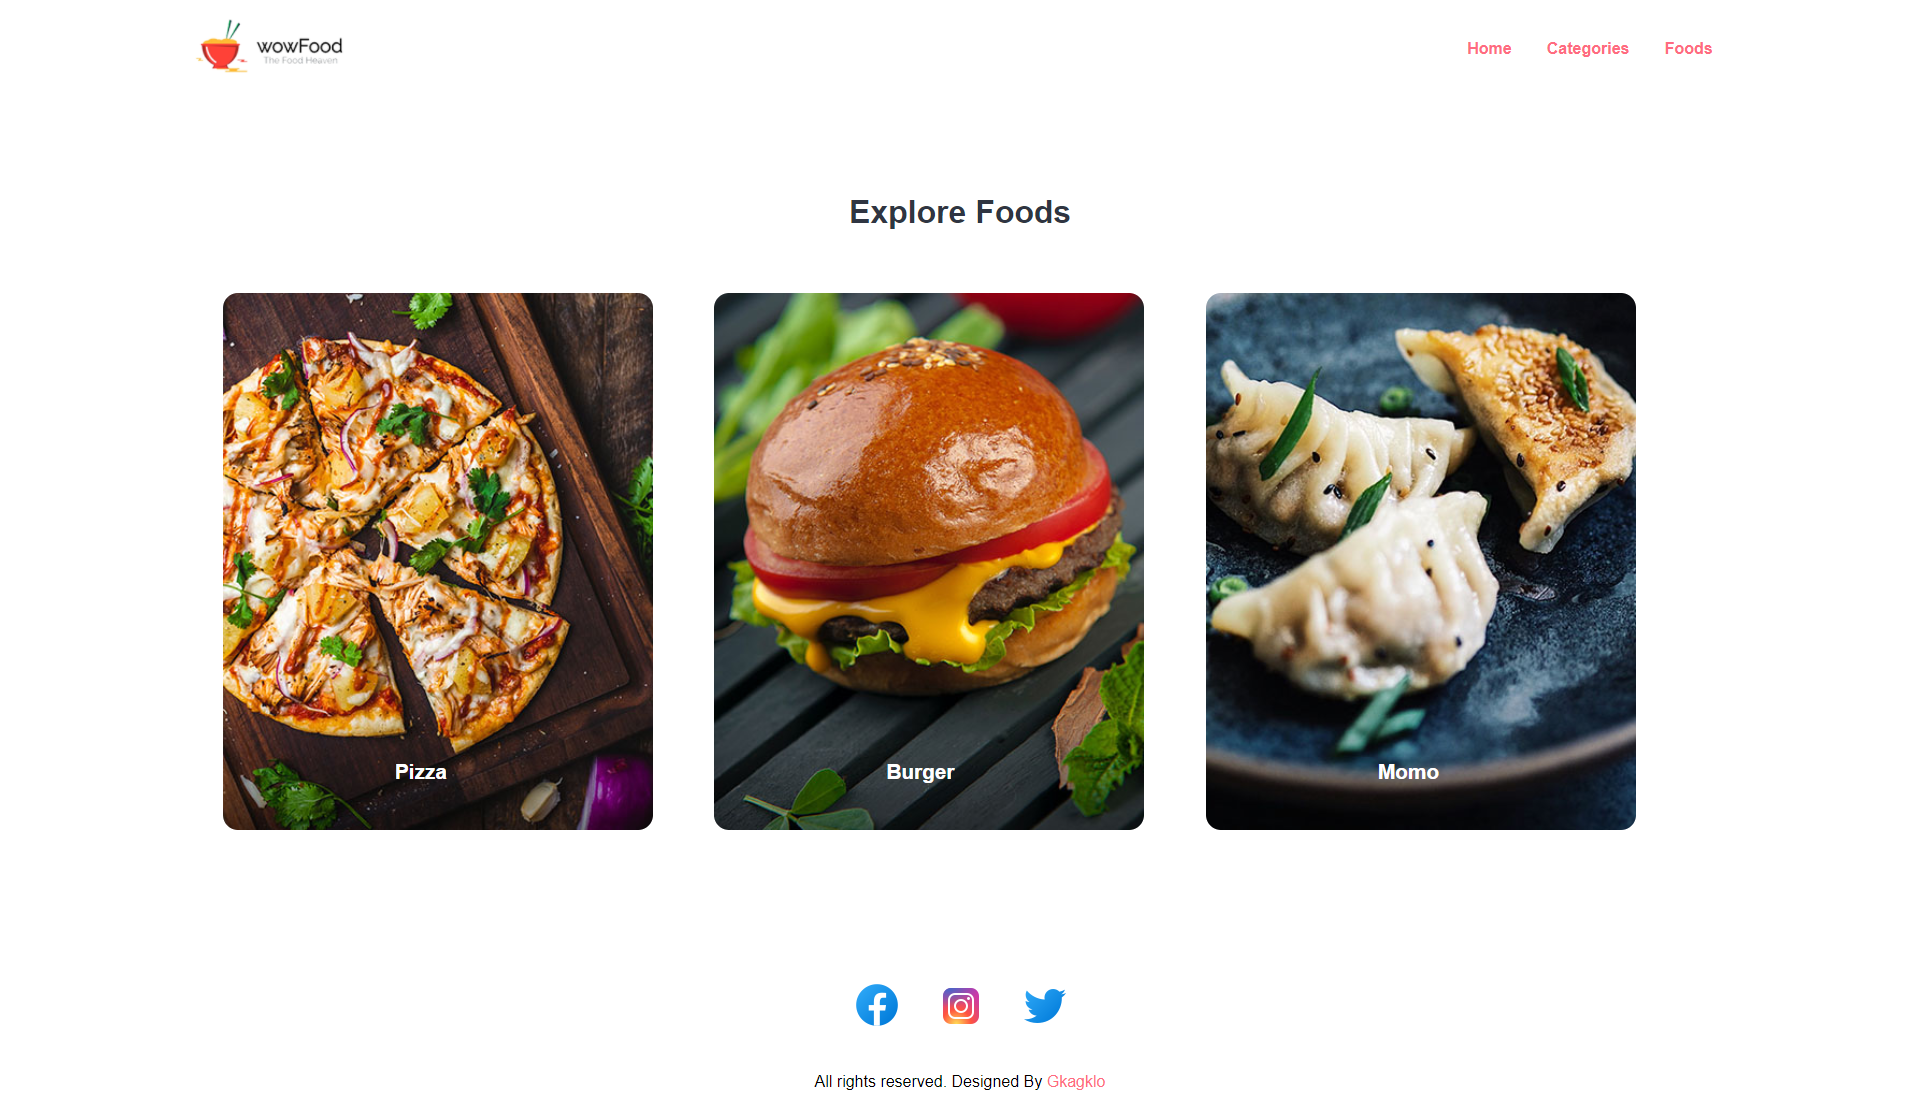 wowFood
The Food Heaven
Home Categories Foods
Explore Foods
Pizza
Burger
Momo
All rights reserved. Designed By Gkagklo